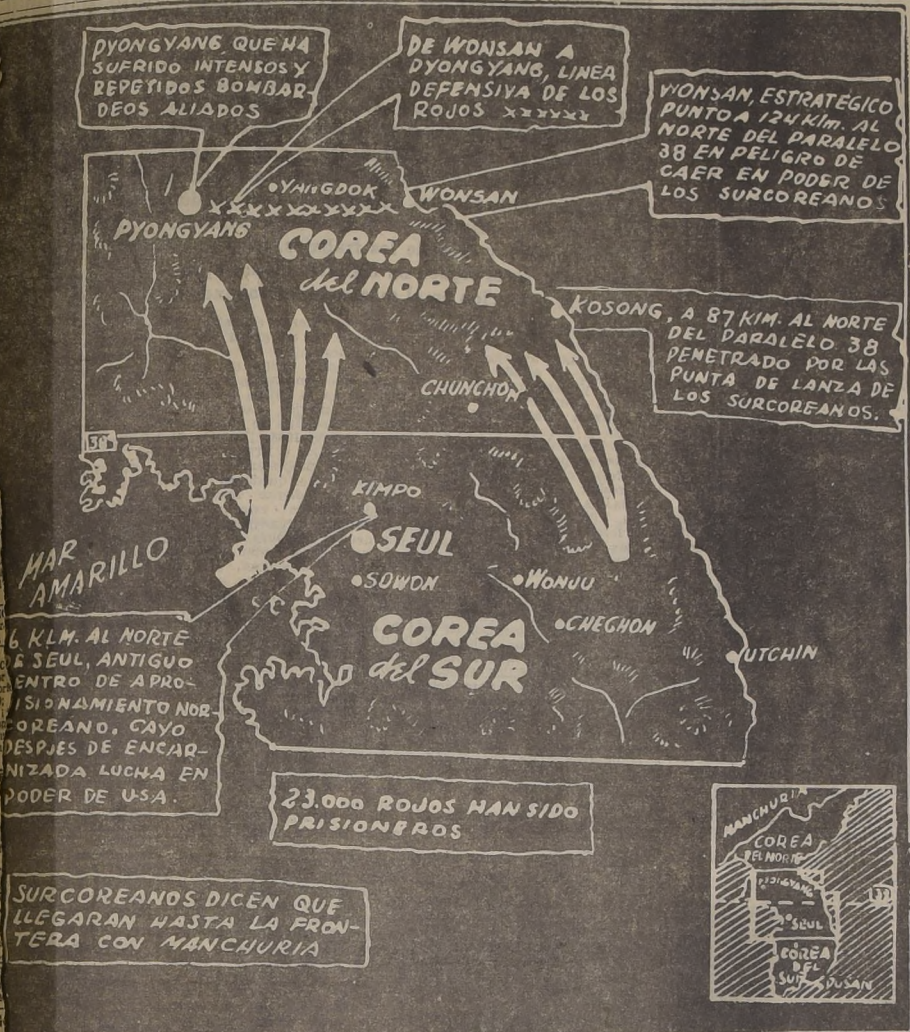 PYONGYANG QUE HA
SUFRIDO INTENSOS Y
REPETIDOS BOMBAR-
DEOS ALIADOS
DE WONSAN A
PYONGYANG, LINEA
DEFENSIVA DE LOS
ROJOS xxxxxx
WONSAN, ESTRATEGICO
PUNTO A 124 Klm. AL
NORTE DEL PARALELO
38 EN PELIGRO DE
CAER EN PODER DE
LOS SURCOREANOS
YANGDOK
WONSAN
PYONGYANG
COREA
del NORTE
KOSONG, A 87 KlM. AL NORTE
DEL PARALELO 38
PENETRADO POR LAS
PUNTA DE LANZA DE
LOS SURCOREANOS.
CHUNCHON
38°
KIMPO
SEUL
MAR
AMARILLO
SOWON
WONJU
CHEGHON
COREA
del SUR
UTCHIN
6 KLM. AL NORTE
DE SEUL, ANTIGUO
ENTRO DE APRO-
ISIONAMIENTO NOR-
COREANO. CAYO
DESPUES DE ENCAR-
NIZADA LUCHA EN
PODER DE USA.
23.000 ROJOS HAN SIDO
PRISIONEROS
SURCOREANOS DICEN QUE
LLEGARAN HASTA LA FRON-
TERA CON MANCHURIA
MANCHURIA
COREA
DEL NORTE
PYONGYANG
38
SEUL
COREA
DEL
SUR
PUSAN